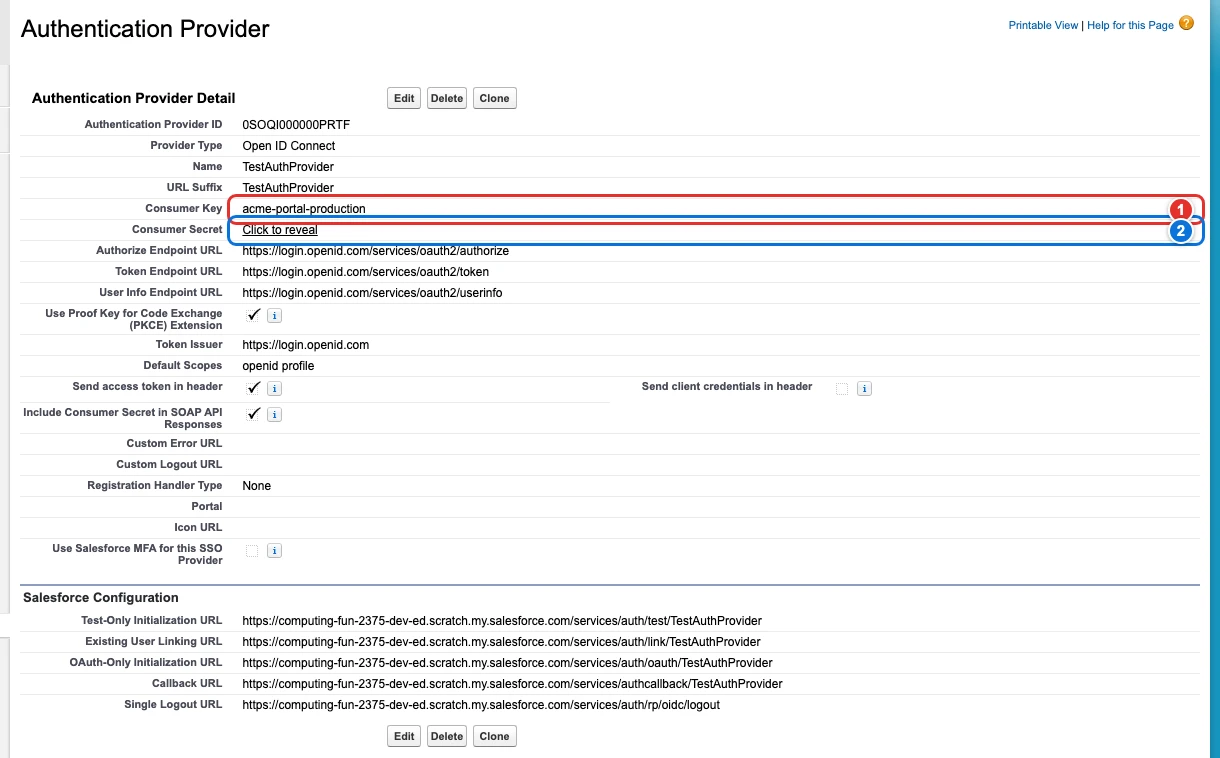 Authentication Provider
Printable View | Help for this Page ?
Authentication Provider Detail Edit Delete Clone
Authentication Provider ID 0SOQI000000PRTF
Provider Type Open ID Connect
Name TestAuthProvider
URL Suffix TestAuthProvider
Consumer Key acme-portal-production 1
Consumer Secret Click to reveal 2
Authorize Endpoint URL https://login.openid.com/services/oauth2/authorize
Token Endpoint URL https://login.openid.com/services/oauth2/token
User Info Endpoint URL https://login.openid.com/services/oauth2/userinfo
Use Proof Key for Code Exchange
(PKCE) Extension i
Token Issuer https://login.openid.com
Default Scopes openid profile
Send access token in header i Send client credentials in header i
Include Consumer Secret in SOAP API
Responses i
Custom Error URL
Custom Logout URL
Registration Handler Type None
Portal
Icon URL
Use Salesforce MFA for this SSO
Provider i
Salesforce Configuration
Test-Only Initialization URL https://computing-fun-2375-dev-ed.scratch.my.salesforce.com/services/auth/test/TestAuthProvider
Existing User Linking URL https://computing-fun-2375-dev-ed.scratch.my.salesforce.com/services/auth/link/TestAuthProvider
OAuth-Only Initialization URL https://computing-fun-2375-dev-ed.scratch.my.salesforce.com/services/auth/oauth/TestAuthProvider
Callback URL https://computing-fun-2375-dev-ed.scratch.my.salesforce.com/services/authcallback/TestAuthProvider
Single Logout URL https://computing-fun-2375-dev-ed.scratch.my.salesforce.com/services/auth/rp/oidc/logout
Edit Delete Clone